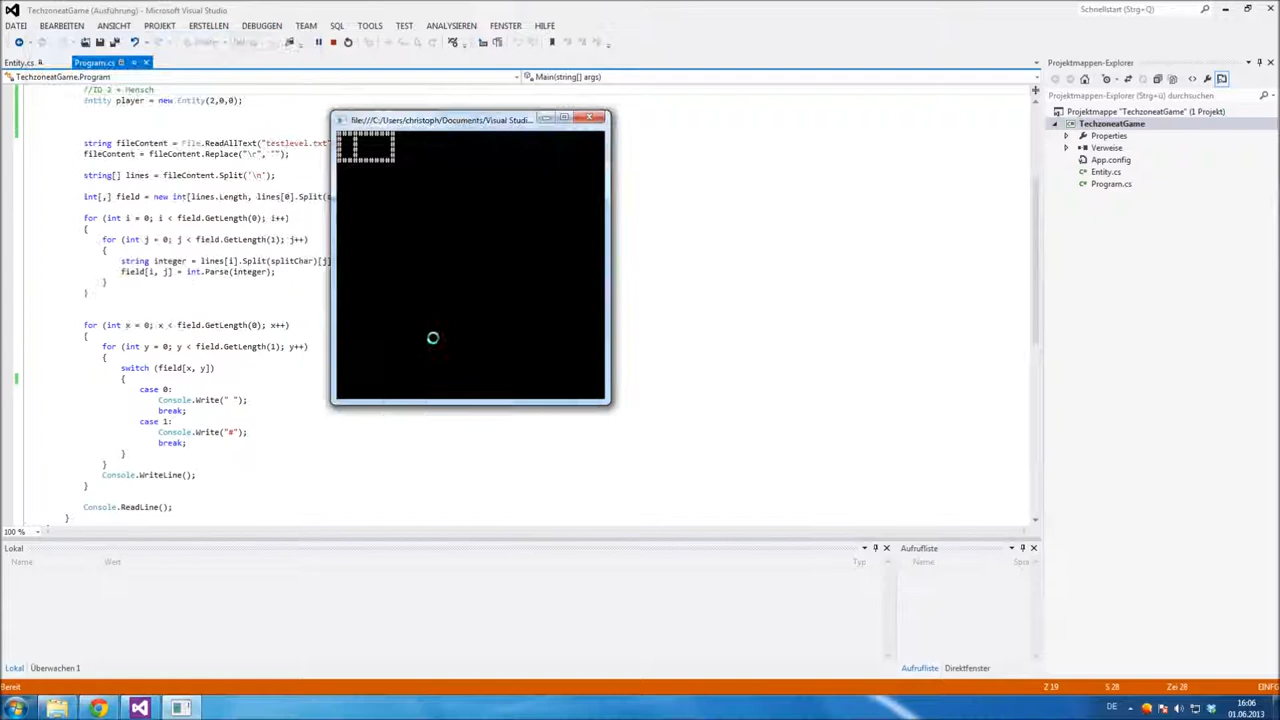 TechzoneatGame (Ausführung) - Microsoft Visual Studio
Schnellstart (Strg+Q)
DATEI BEARBEITEN ANSICHT PROJEKT ERSTELLEN DEBUGGEN TEAM SQL TOOLS TEST ANALYSIEREN FENSTER HILFE
Entity.cs Program.cs
Projektmappen-Explorer
TechzoneatGame.Program
Main(string[] args)
//ID 2 = Mensch
Entity player = new Entity(2,0,0);
Projektmappen-Explorer (Strg+ü) durchsuchen
Projektmappe "TechzoneatGame" (1 Projekt)
TechzoneatGame
Properties
Verweise
App.config
Entity.cs
Program.cs
file:///C:/Users/christoph/Documents/Visual Studi...
string fileContent = File.ReadAllText("testlevel.txt"
fileContent = fileContent.Replace("\r", "");
string[] lines = fileContent.Split('\n');
int[,] field = new int[lines.Length, lines[0].Split(
for (int i = 0; i < field.GetLength(0); i++)
{
for (int j = 0; j < field.GetLength(1); j++)
{
string integer = lines[i].Split(splitChar)[j]
field[i, j] = int.Parse(integer);
}
}
for (int x = 0; x < field.GetLength(0); x++)
{
for (int y = 0; y < field.GetLength(1); y++)
{
switch (field[x, y])
{
case 0:
Console.Write(" ");
break;
case 1:
Console.Write("#");
break;
}
}
Console.WriteLine();
}
Console.ReadLine();
}
100 %
Lokal
Name Wert Typ
Aufrufliste
Name
Lokal Überwachen 1
Aufrufliste Direktfenster
Bereit
Z 19 S 28 Zei 28 EINFG
DE
16:06
01.06.2013